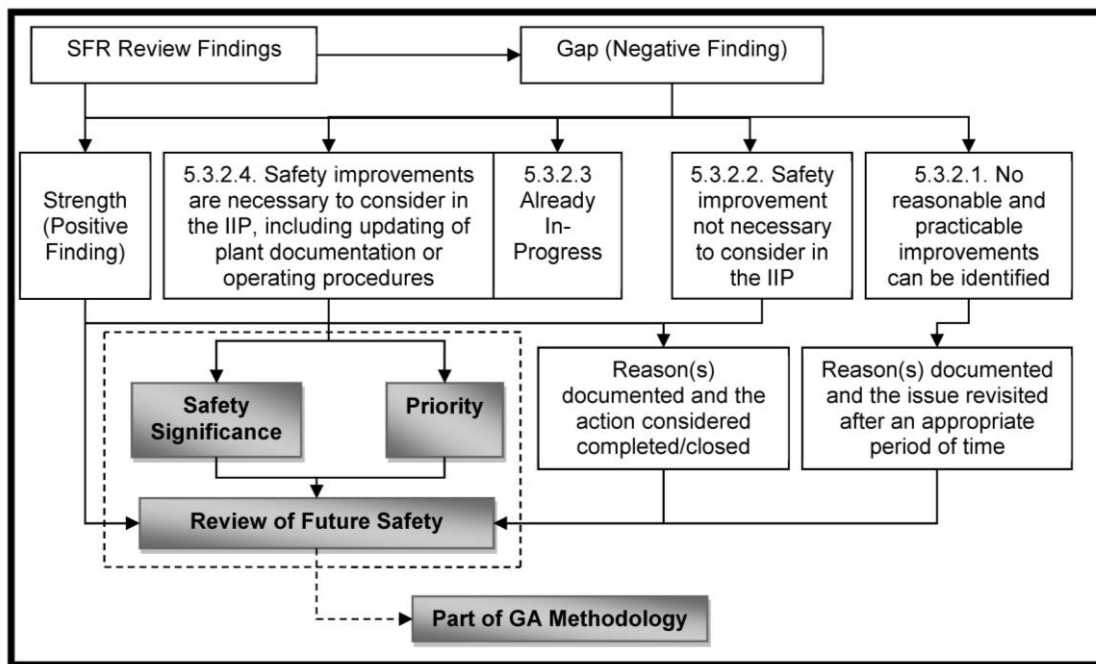 SFR Review Findings
Gap (Negative Finding)
Strength
(Positive
Finding)
5.3.2.4. Safety improvements
are necessary to consider in
the IIP, including updating of
plant documentation or
operating procedures
5.3.2.3
Already
In-
Progress
5.3.2.2. Safety
improvement
not necessary
to consider in
the IIP
5.3.2.1. No
reasonable and
practicable
improvements
can be identified
Safety
Significance
Priority
Reason(s)
documented and the
action considered
completed/closed
Reason(s) documented
and the issue revisited
after an appropriate
period of time
Review of Future Safety
Part of GA Methodology